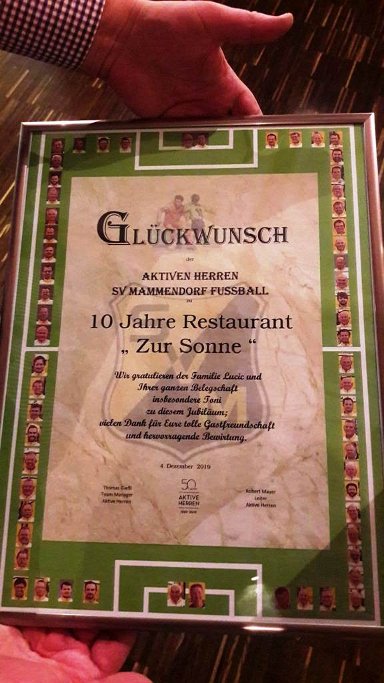 GLÜCKWUNSCH
der
AKTIVEN HERREN
SV MAMMENDORF FUSSBALL
zu
10 Jahre Restaurant
„ Zur Sonne “
Wir gratulieren der Familie Lucic und
Ihrer ganzen Belegschaft
insbesondere Toni
zu diesem Jubiläum;
vielen Dank für Eure tolle Gastfreundschaft
und hervorragende Bewirtung.
4. Dezember 2019
Thomas
Team Manager
Aktive Herren
50
AKTIVE
HERREN
Robert Mayer
Leiter
Aktive Herren